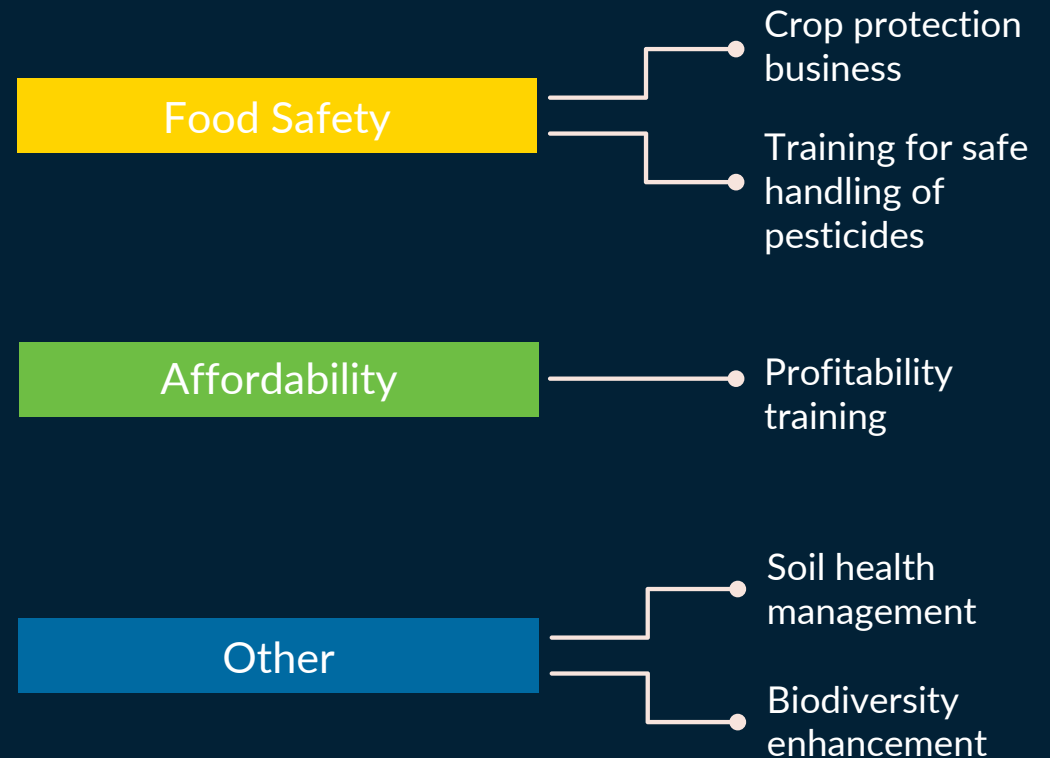 Food Safety
Crop protection
business
Training for safe
handling of
pesticides
Affordability
Profitability
training
Other
Soil health
management
Biodiversity
enhancement